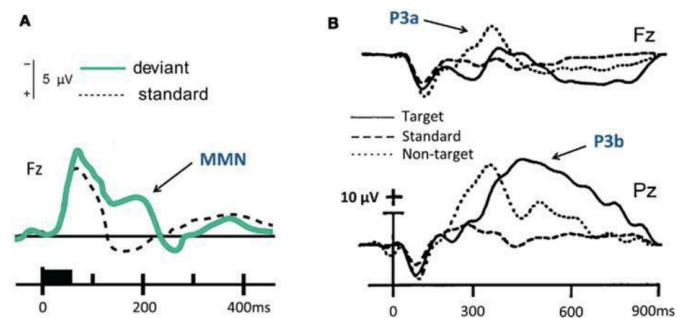 A
−
+
5 μV
deviant
standard
Fz
MMN
0
200
400ms
B
P3a
Fz
Target
Standard
Non-target
P3b
10 μV
+
Pz
0
300
600
900ms